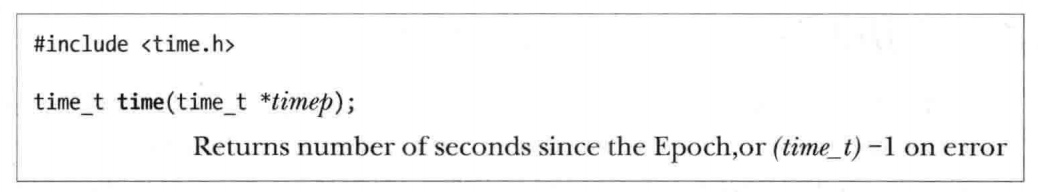 #include <time.h>
time_t time(time_t *timep);
Returns number of seconds since the Epoch,or (time_t) −1 on error